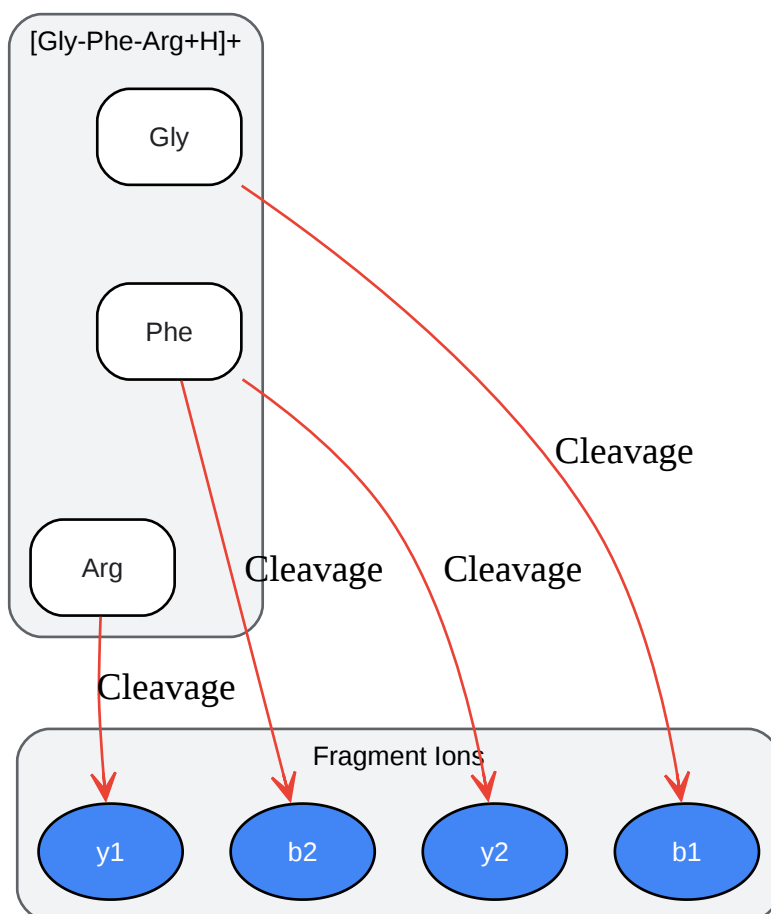 [Gly-Phe-Arg+H]+
Gly
Phe
Cleavage
Arg
Cleavage
Cleavage
Cleavage
Fragment Ions
y1
b2
y2
b1